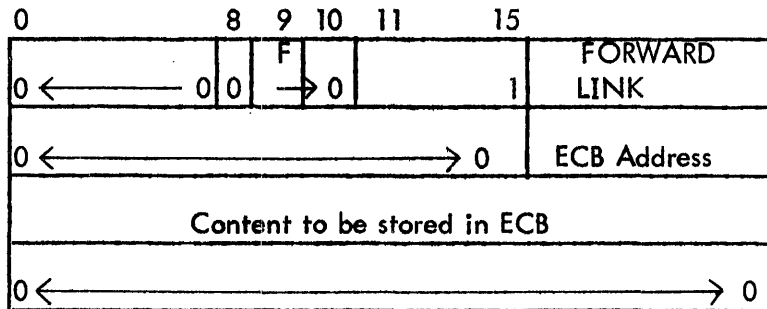 0 8 9 10 11 15
F FORWARD
0 0 0 0 1 LINK
0 0 ECB Address
Content to be stored in ECB
0 0